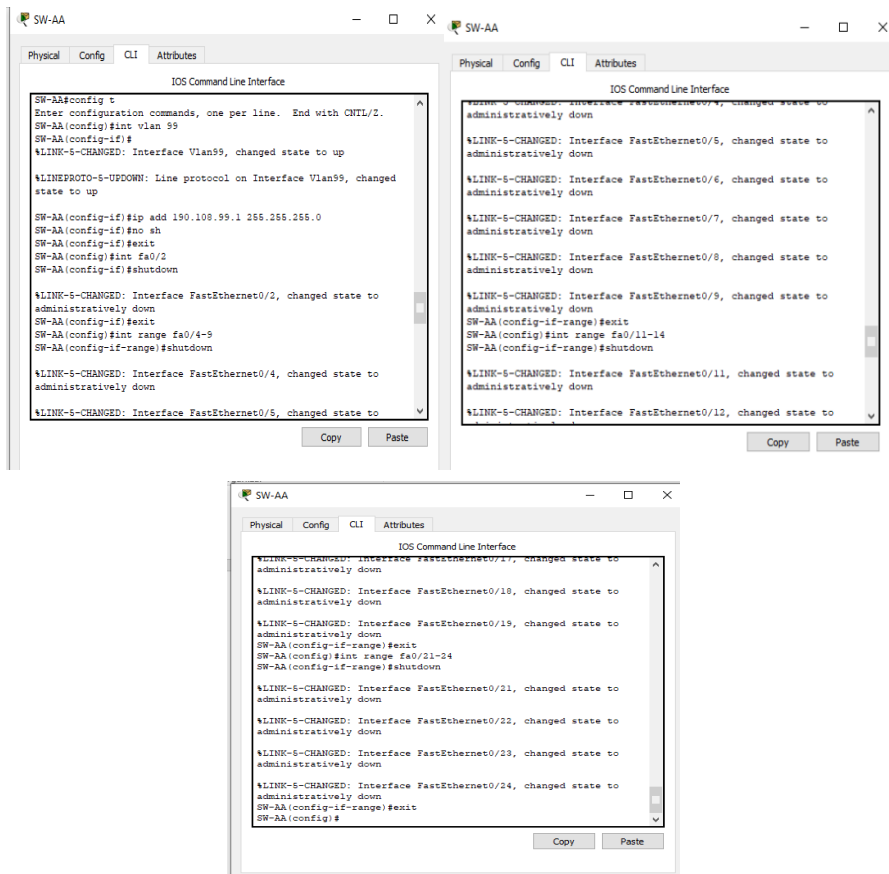 SW-AA
Physical Config CLI Attributes
IOS Command Line Interface
SW-AA#config t
Enter configuration commands, one per line. End with CNTL/Z.
SW-AA(config)#int vlan 99
SW-AA(config-if)#
%LINK-5-CHANGED: Interface Vlan99, changed state to up
%LINEPROTO-5-UPDOWN: Line protocol on Interface Vlan99, changed
state to up
SW-AA(config-if)#ip add 190.108.99.1 255.255.255.0
SW-AA(config-if)#no sh
SW-AA(config-if)#exit
SW-AA(config)#int fa0/2
SW-AA(config-if)#shutdown
%LINK-5-CHANGED: Interface FastEthernet0/2, changed state to
administratively down
SW-AA(config-if)#exit
SW-AA(config)#int range fa0/4-9
SW-AA(config-if-range)#shutdown
%LINK-5-CHANGED: Interface FastEthernet0/4, changed state to
administratively down
%LINK-5-CHANGED: Interface FastEthernet0/5, changed state to
Copy Paste
SW-AA
Physical Config CLI Attributes
IOS Command Line Interface
%LINK-5-CHANGED: Interface FastEthernet0/4, changed state to
administratively down
%LINK-5-CHANGED: Interface FastEthernet0/5, changed state to
administratively down
%LINK-5-CHANGED: Interface FastEthernet0/6, changed state to
administratively down
%LINK-5-CHANGED: Interface FastEthernet0/7, changed state to
administratively down
%LINK-5-CHANGED: Interface FastEthernet0/8, changed state to
administratively down
%LINK-5-CHANGED: Interface FastEthernet0/9, changed state to
administratively down
SW-AA(config-if-range)#exit
SW-AA(config)#int range fa0/11-14
SW-AA(config-if-range)#shutdown
%LINK-5-CHANGED: Interface FastEthernet0/11, changed state to
administratively down
%LINK-5-CHANGED: Interface FastEthernet0/12, changed state to
Copy Paste
SW-AA
Physical Config CLI Attributes
IOS Command Line Interface
%LINK-5-CHANGED: Interface FastEthernet0/17, changed state to
administratively down
%LINK-5-CHANGED: Interface FastEthernet0/18, changed state to
administratively down
%LINK-5-CHANGED: Interface FastEthernet0/19, changed state to
administratively down
SW-AA(config-if-range)#exit
SW-AA(config)#int range fa0/21-24
SW-AA(config-if-range)#shutdown
%LINK-5-CHANGED: Interface FastEthernet0/21, changed state to
administratively down
%LINK-5-CHANGED: Interface FastEthernet0/22, changed state to
administratively down
%LINK-5-CHANGED: Interface FastEthernet0/23, changed state to
administratively down
%LINK-5-CHANGED: Interface FastEthernet0/24, changed state to
administratively down
SW-AA(config-if-range)#exit
SW-AA(config)#
Copy Paste